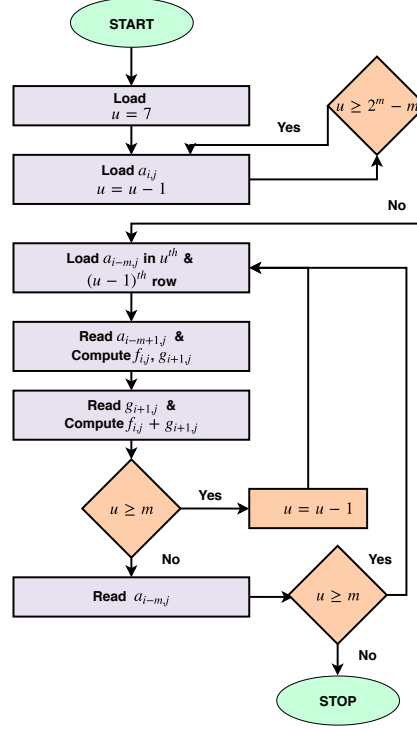 START
Load
u = 7
u ≥ 2^m − m
Yes
Load a_{i,j}
u = u − 1
No
Load a_{i−m,j} in u^{th} &
(u − 1)^{th} row
Read a_{i−m+1,j} &
Compute f_{i,j}, g_{i+1,j}
Read g_{i+1,j} &
Compute f_{i,j} + g_{i+1,j}
u ≥ m
Yes
u = u − 1
No
Yes
Read a_{i−m,j}
u ≥ m
No
STOP